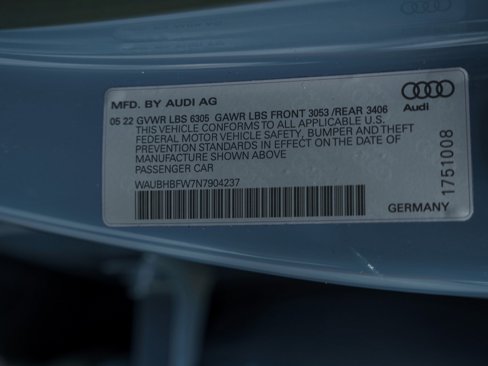 MFD. BY AUDI AG
05 22 GVWR LBS 6305 GAWR LBS FRONT 3053 /REAR 3406
THIS VEHICLE CONFORMS TO ALL APPLICABLE U.S.
FEDERAL MOTOR VEHICLE SAFETY, BUMPER AND THEFT
PREVENTION STANDARDS IN EFFECT ON THE DATE OF
MANUFACTURE SHOWN ABOVE
PASSENGER CAR
WAUBHBFW7N7904237
Audi
1751008
GERMANY